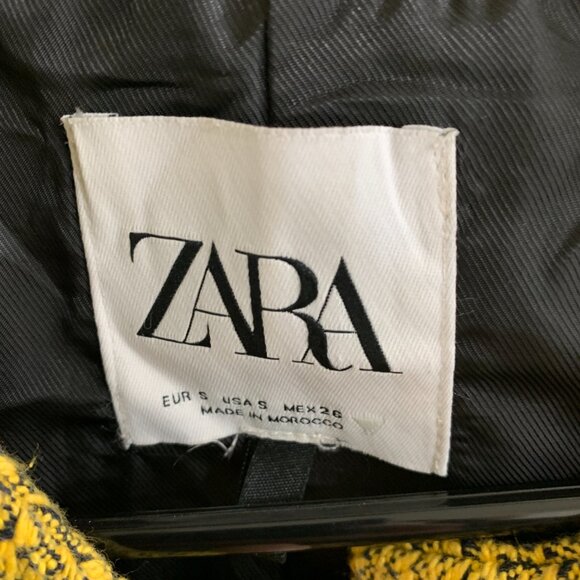 ZARA
EUR S USA S MEX 26
MADE IN MOROCCO